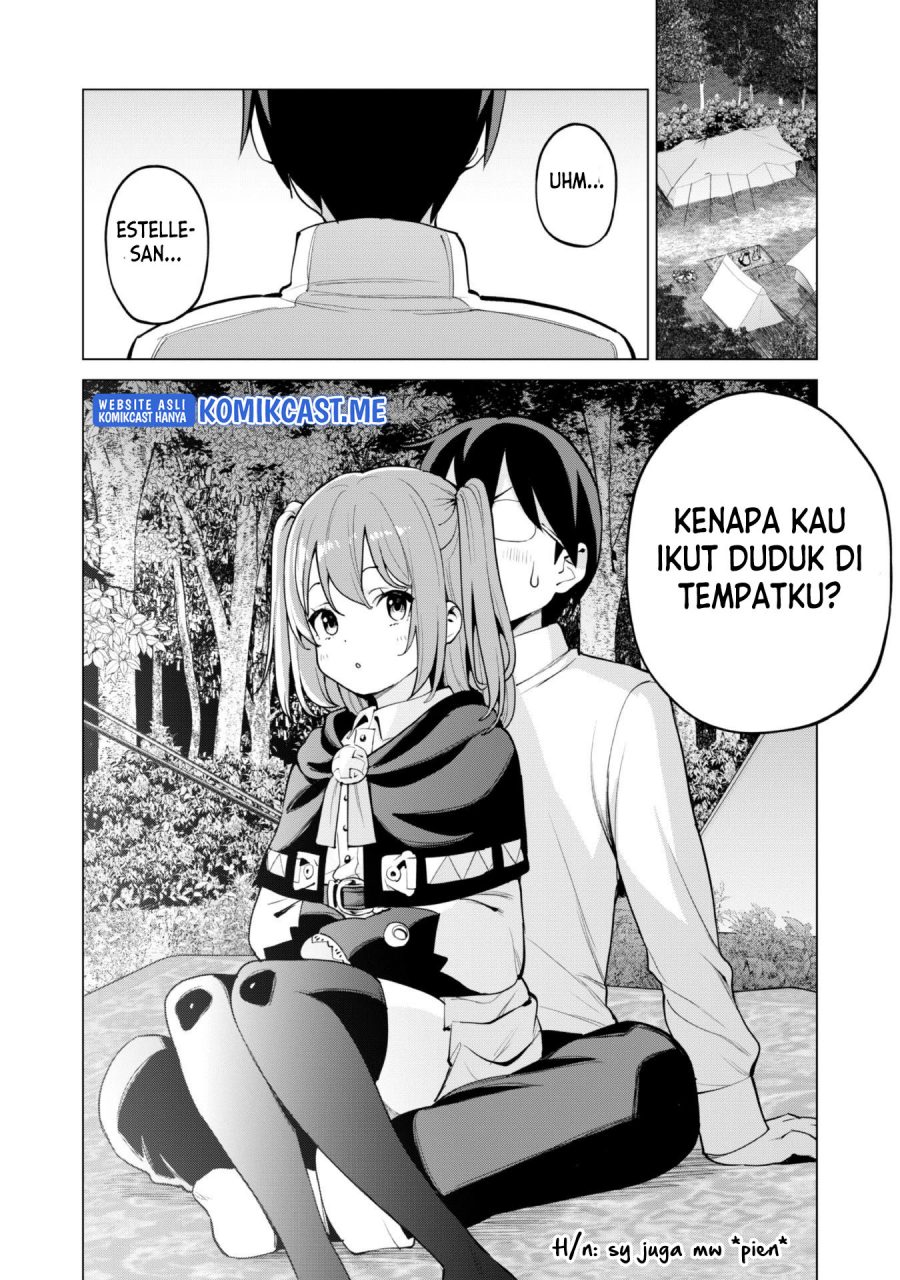 UHM...
ESTELLE-
SAN...
WEBSITE ASLI
KOMIKCAST HANYA
KOMIKCAST.ME
KENAPA KAU
IKUT DUDUK DI
TEMPATKU?
H/n: sy juga mw *pien*